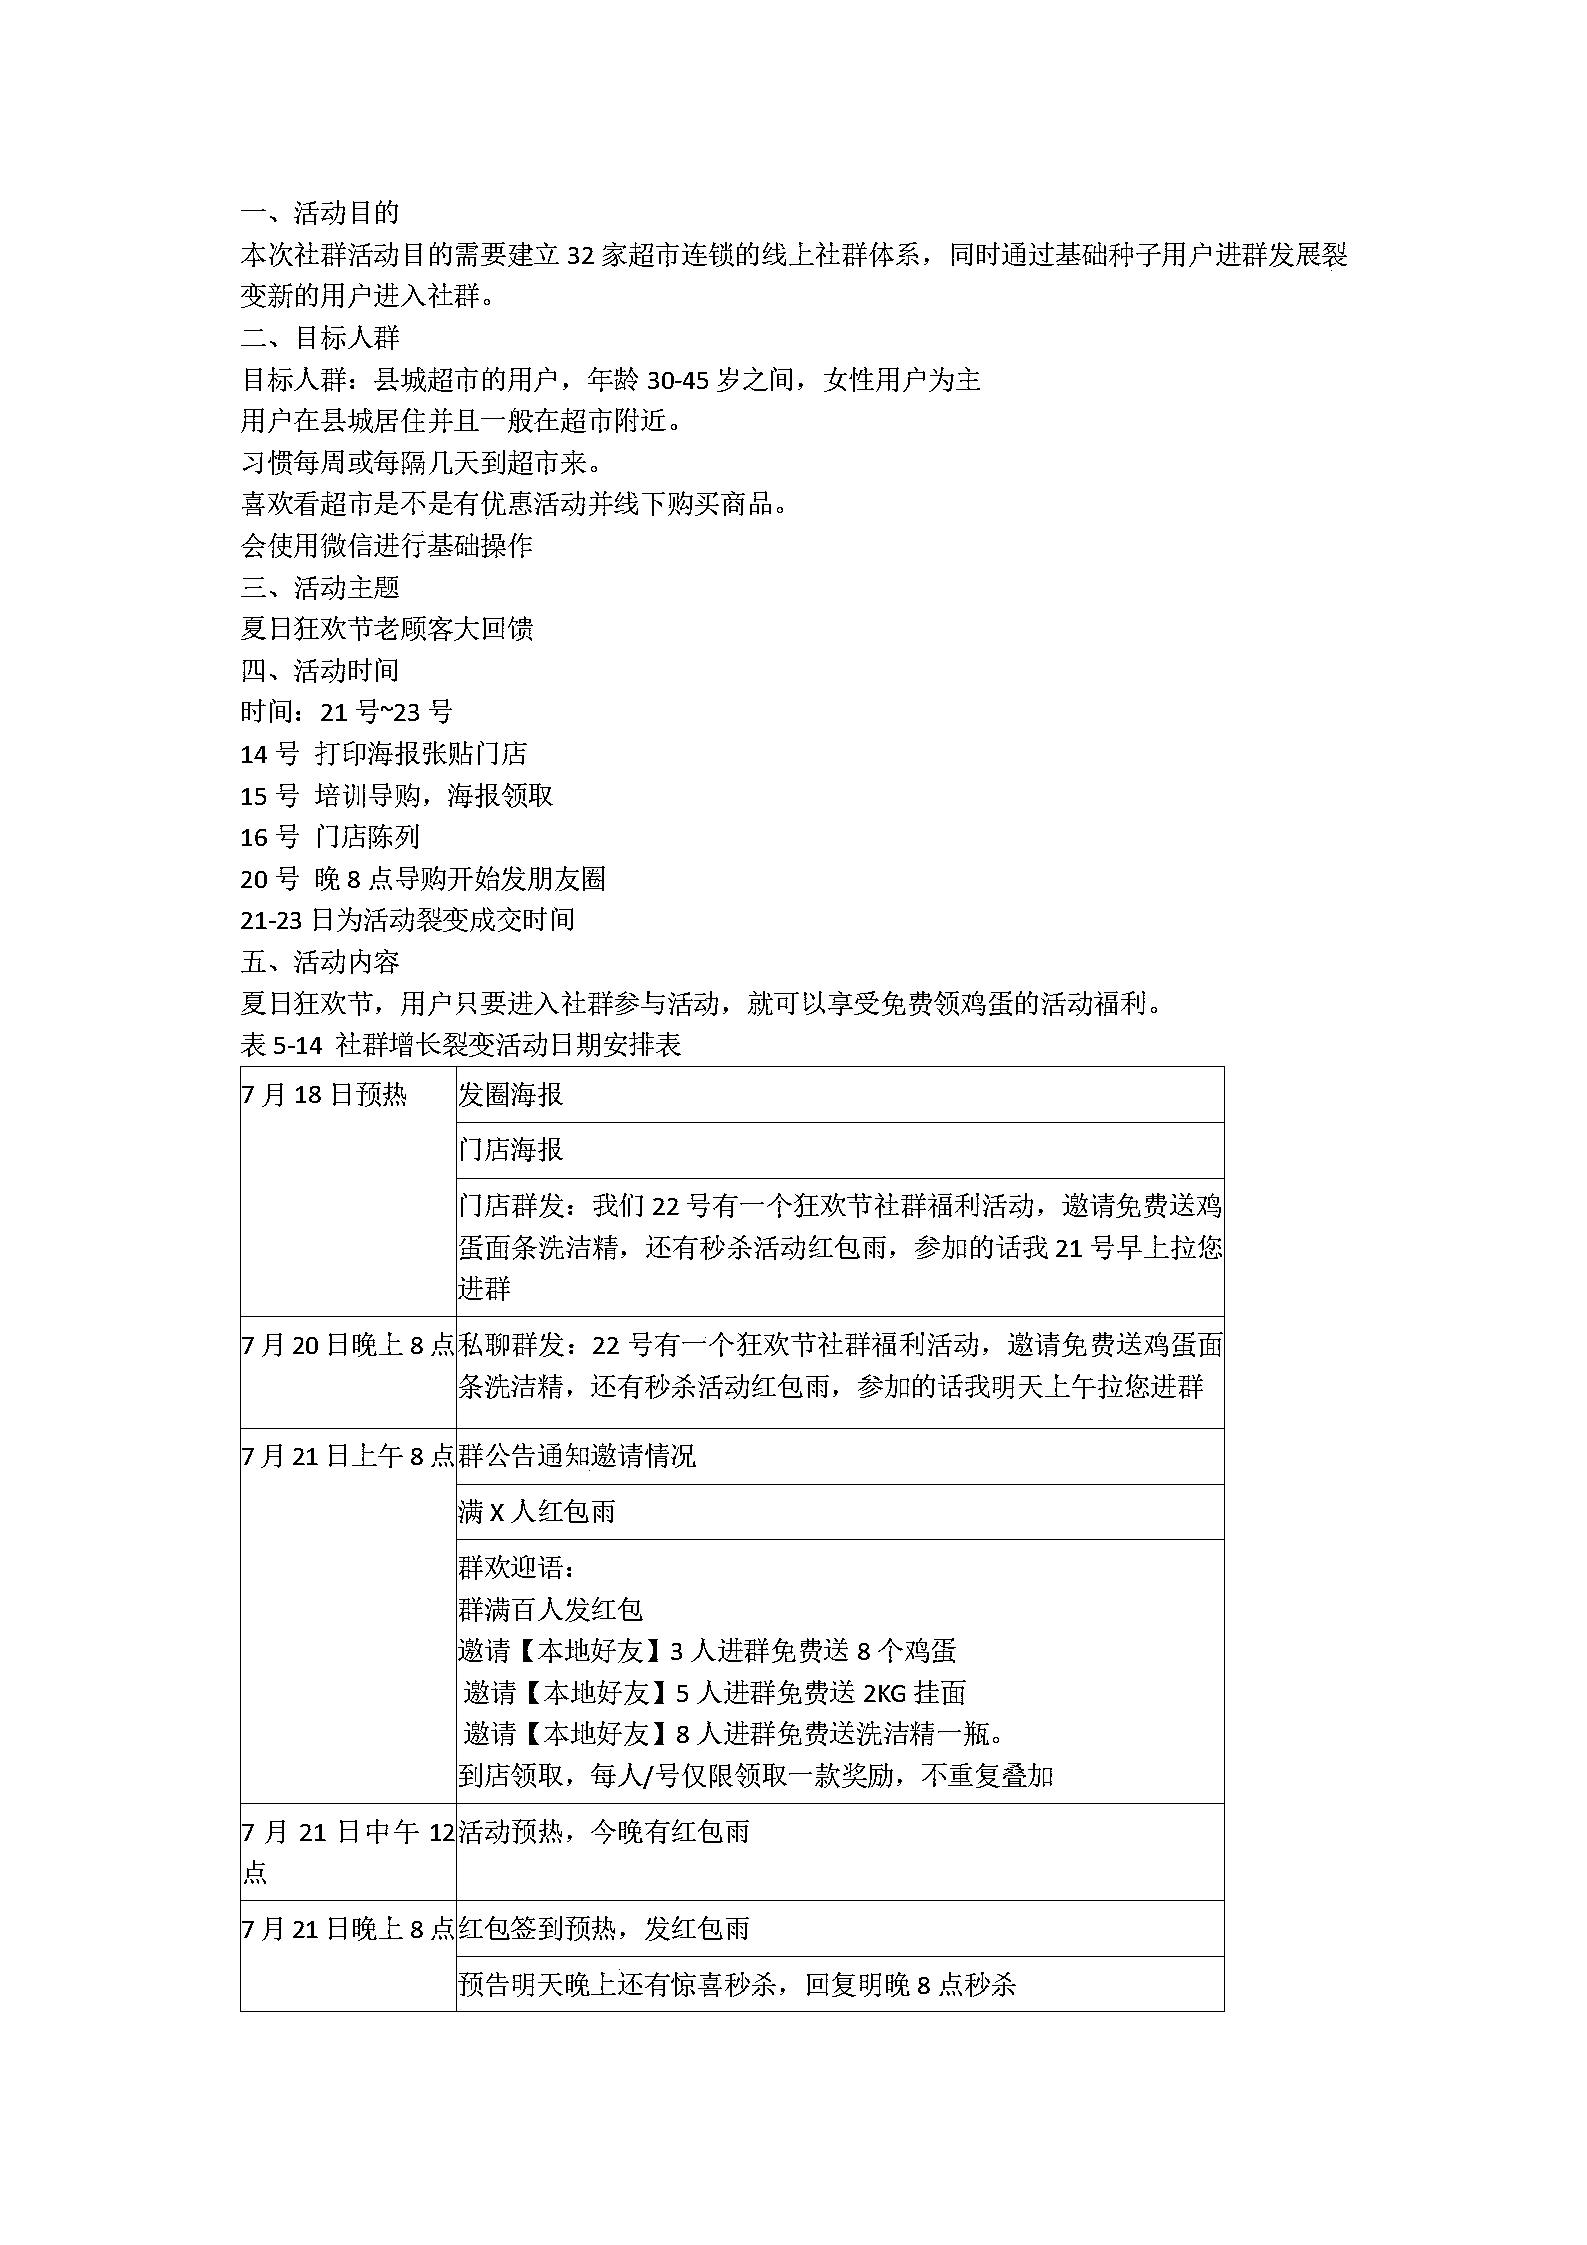 一、活动目的
本次社群活动目的需要建立 32 家超市连锁的线上社群体系，同时通过基础种子用户进群发展裂
变新的用户进入社群。
二、目标人群
目标人群：县城超市的用户，年龄 30-45 岁之间，女性用户为主
用户在县城居住并且一般在超市附近。
习惯每周或每隔几天到超市来。
喜欢看超市是不是有优惠活动并线下购买商品。
会使用微信进行基础操作
三、活动主题
夏日狂欢节老顾客大回馈
四、活动时间
时间：21 号~23 号
14 号 打印海报张贴门店
15 号 培训导购，海报领取
16 号 门店陈列
20 号 晚 8 点导购开始发朋友圈
21-23 日为活动裂变成交时间
五、活动内容
夏日狂欢节，用户只要进入社群参与活动，就可以享受免费领鸡蛋的活动福利。
表 5-14 社群增长裂变活动日期安排表
7 月 18 日预热
发圈海报
门店海报
门店群发：我们 22 号有一个狂欢节社群福利活动，邀请免费送鸡
蛋面条洗洁精，还有秒杀活动红包雨，参加的话我 21 号早上拉您
进群
7 月 20 日晚上 8 点
私聊群发：22 号有一个狂欢节社群福利活动，邀请免费送鸡蛋面
条洗洁精，还有秒杀活动红包雨，参加的话我明天上午拉您进群
7 月 21 日上午 8 点
群公告通知邀请情况
满 X 人红包雨
群欢迎语：
群满百人发红包
邀请【本地好友】3 人进群免费送 8 个鸡蛋
邀请【本地好友】5 人进群免费送 2KG 挂面
邀请【本地好友】8 人进群免费送洗洁精一瓶。
到店领取，每人/号仅限领取一款奖励，不重复叠加
7 月 21 日中午 12
点
活动预热，今晚有红包雨
7 月 21 日晚上 8 点
红包签到预热，发红包雨
预告明天晚上还有惊喜秒杀，回复明晚 8 点秒杀